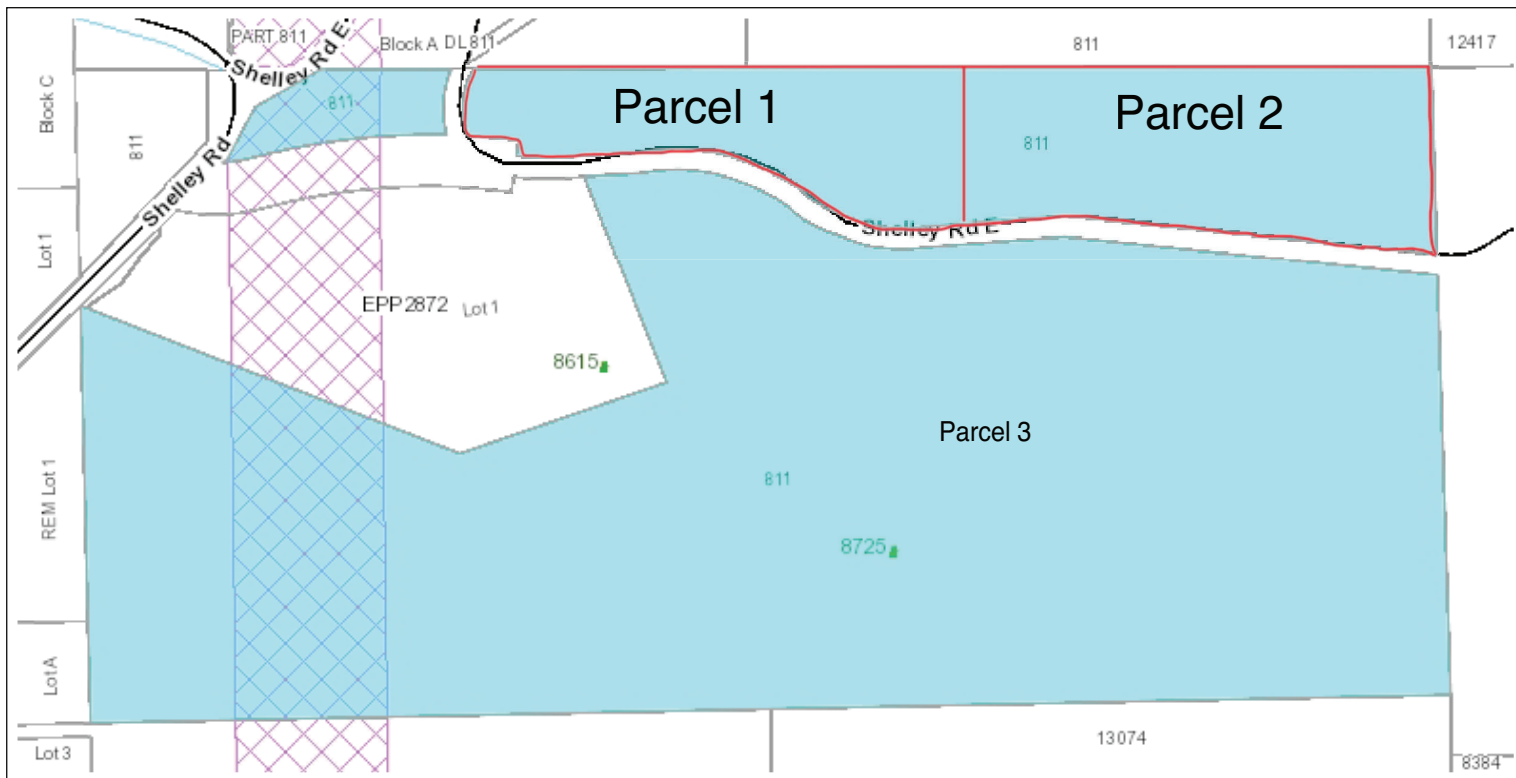 PART 811
Shelley Rd E
Block A DL 811
811
12417
Block C
811
Shelley Rd
811
Parcel 1
Parcel 2
811
Lot 1
Shelley Rd E
EPP2872
Lot 1
8615
Parcel 3
811
REM Lot 1
8725
Lot A
Lot 3
13074
8384